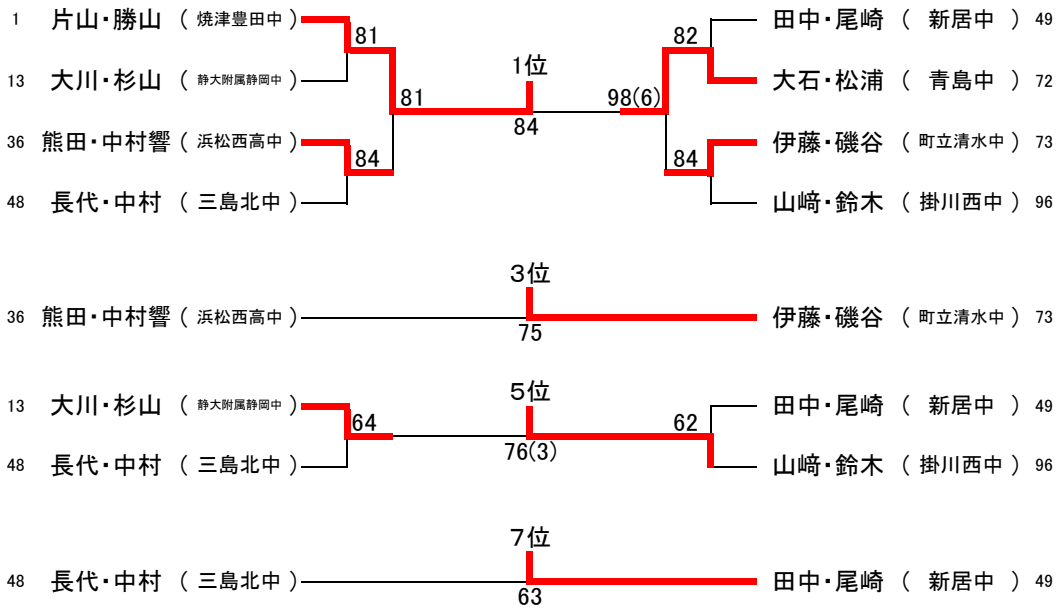 1 片山・勝山 ( 焼津豊田中 ) 81 82 田中・尾崎 ( 新居中 ) 49
13 大川・杉山 ( 静大附属静岡中 ) 1位 大石・松浦 ( 青島中 ) 72
81 84 98(6)
36 熊田・中村響 ( 浜松西高中 ) 84 84 伊藤・磯谷 ( 町立清水中 ) 73
48 長代・中村 ( 三島北中 ) 山﨑・鈴木 ( 掛川西中 ) 96
3位
36 熊田・中村響 ( 浜松西高中 ) 75 伊藤・磯谷 ( 町立清水中 ) 73
13 大川・杉山 ( 静大附属静岡中 ) 5位 田中・尾崎 ( 新居中 ) 49
64 76(3) 62
48 長代・中村 ( 三島北中 ) 山﨑・鈴木 ( 掛川西中 ) 96
7位
48 長代・中村 ( 三島北中 ) 63 田中・尾崎 ( 新居中 ) 49